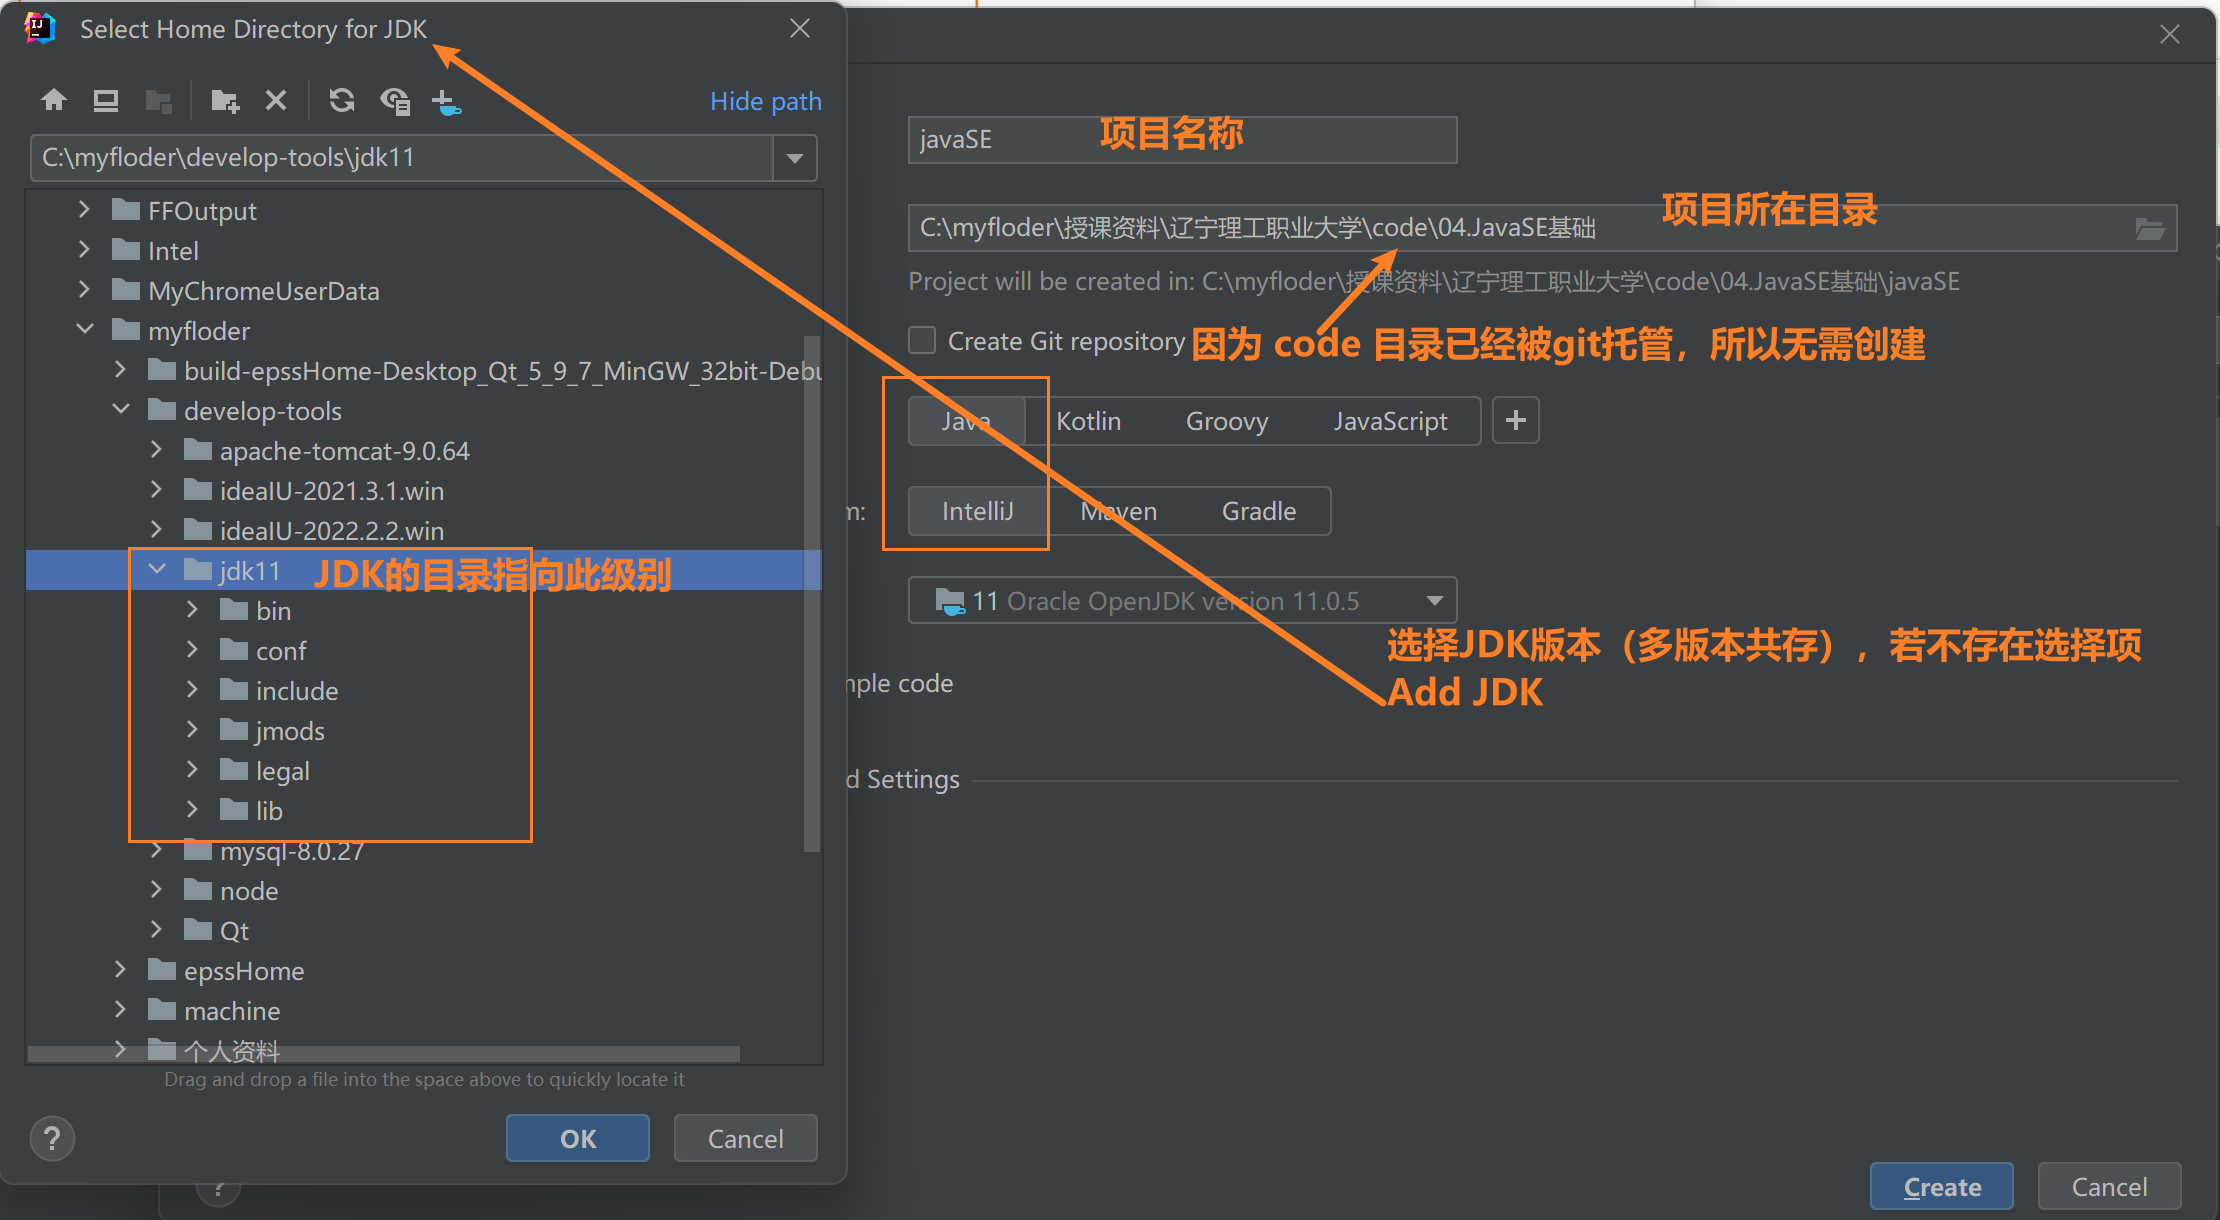 Select Home Directory for JDK
Hide path
C:\myfloder\develop-tools\jdk11
FFOutput
Intel
MyChromeUserData
myfloder
build-epssHome-Desktop_Qt_5_9_7_MinGW_32bit-Debu
develop-tools
apache-tomcat-9.0.64
ideaIU-2021.3.1.win
ideaIU-2022.2.2.win
jdk11 JDK的目录指向此级别
bin
conf
include
jmods
legal
lib
mysql-8.0.27
node
Qt
epssHome
machine
个人资料
Drag and drop a file into the space above to quickly locate it
?
OK Cancel
javaSE 项目名称
项目所在目录
C:\myfloder\授课资料\辽宁理工职业大学\code\04.JavaSE基础
Project will be created in: C:\myfloder\授课资料\辽宁理工职业大学\code\04.JavaSE基础\javaSE
Create Git repository 因为 code 目录已经被git托管，所以无需创建
Java Kotlin Groovy JavaScript +
m: IntelliJ Maven Gradle
11 Oracle OpenJDK version 11.0.5
选择JDK版本（多版本共存），若不存在选择项
Add JDK
mple code
d Settings
?
Create Cancel